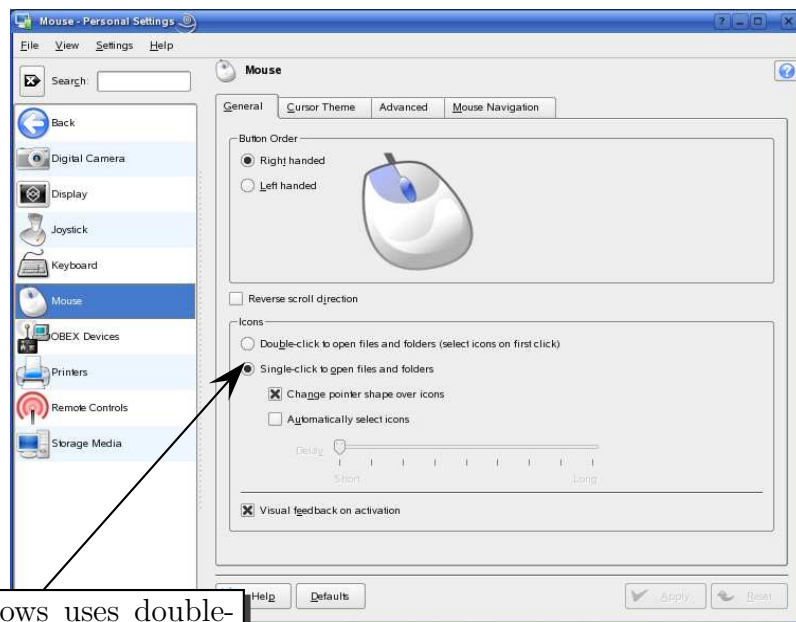 Mouse - Personal Settings
File View Settings Help
Search:
Back
Digital Camera
Display
Joystick
Keyboard
Mouse
OBEX Devices
Printers
Remote Controls
Storage Media
Mouse
General Cursor Theme Advanced Mouse Navigation
Button Order
Right handed
Left handed
Reverse scroll direction
Icons
Double-click to open files and folders (select icons on first click)
Single-click to open files and folders
Change pointer shape over icons
Automatically select icons
Delay
Short Long
Visual feedback on activation
Help Defaults Apply Reset
ows uses double-